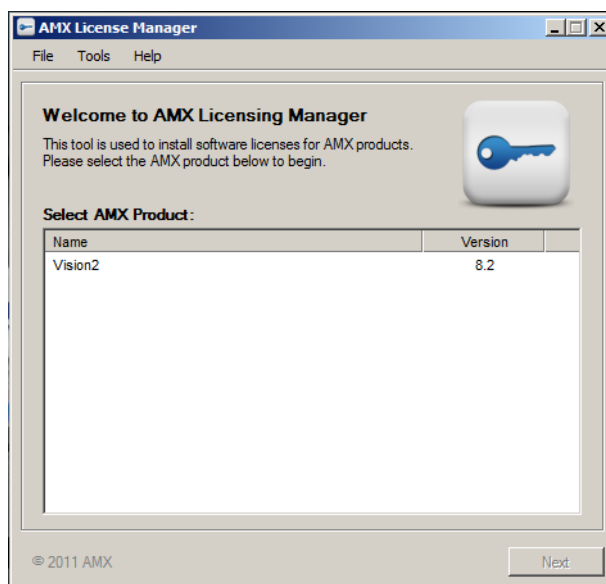 AMX License Manager
File Tools Help
Welcome to AMX Licensing Manager
This tool is used to install software licenses for AMX products.
Please select the AMX product below to begin.
Select AMX Product:
Name Version
Vision2 8.2
© 2011 AMX Next